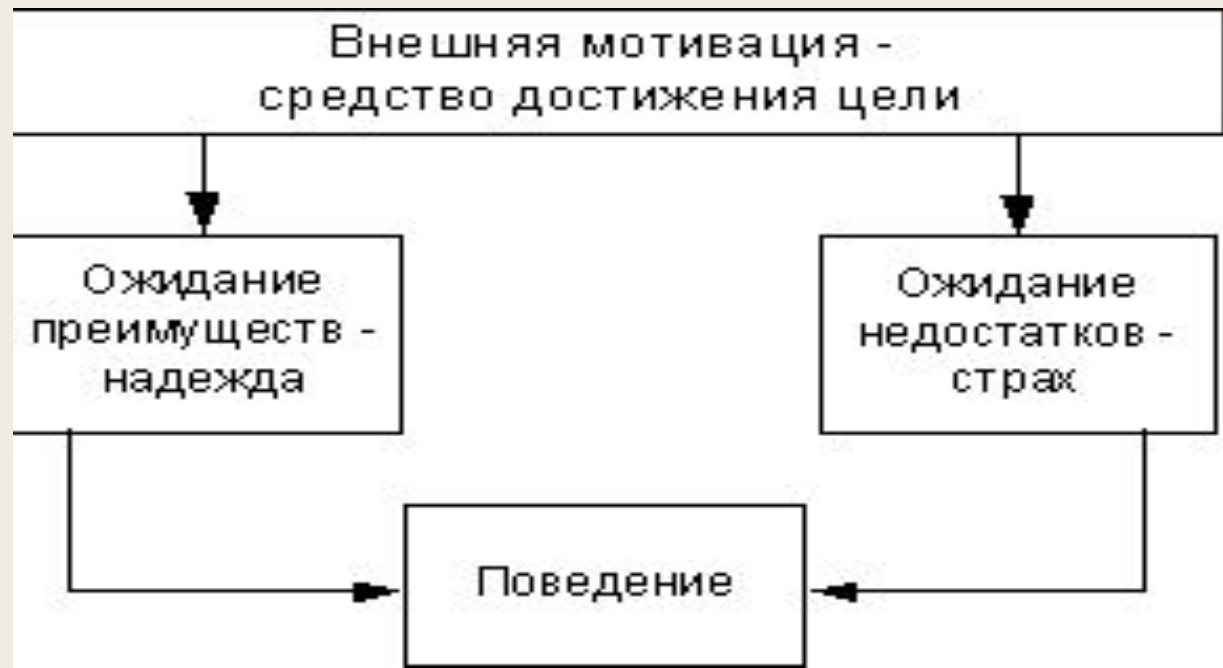 Внешняя мотивация -
средство достижения цели
Ожидание
преимуществ -
надежда
Ожидание
недостатков -
страх
Поведение